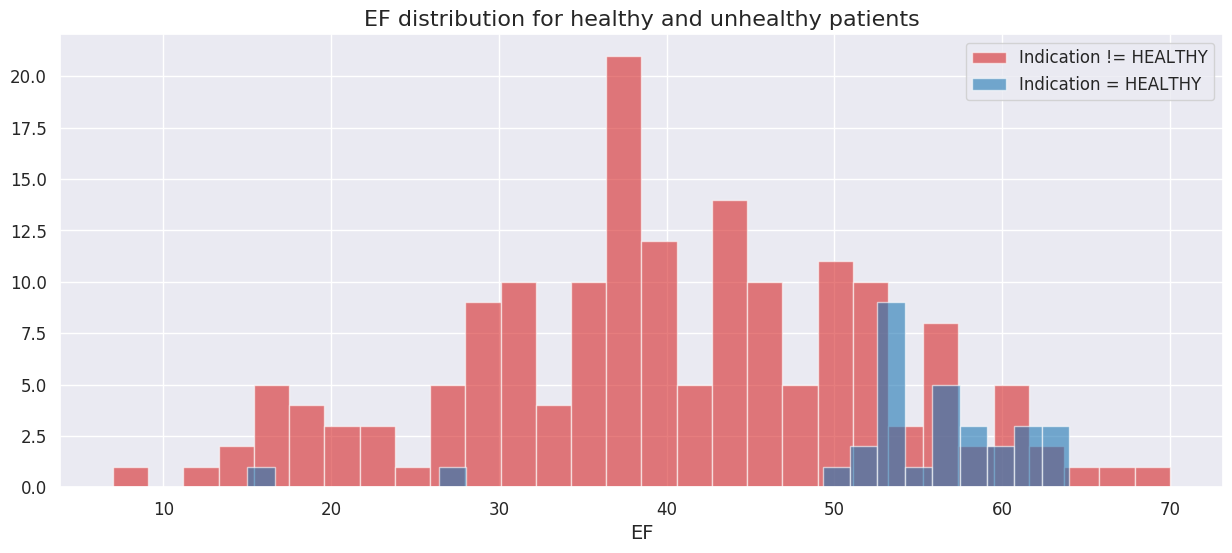 EF distribution for healthy and unhealthy patients
Indication != HEALTHY
Indication = HEALTHY
20.0
17.5
15.0
12.5
10.0
7.5
5.0
2.5
0.0
10 20 30 40 50 60 70
EF